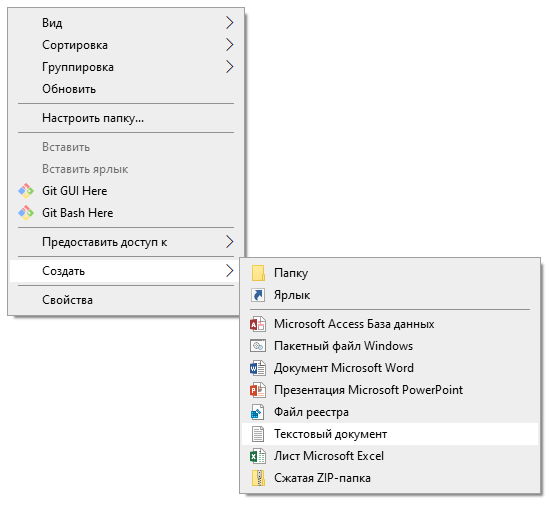 Вид
Сортировка
Группировка
Обновить
Настроить папку...
Вставить
Вставить ярлык
Git GUI Here
Git Bash Here
Предоставить доступ к
Создать
Свойства
Папку
Ярлык
Microsoft Access База данных
Пакетный файл Windows
Документ Microsoft Word
Презентация Microsoft PowerPoint
Файл реестра
Текстовый документ
Лист Microsoft Excel
Сжатая ZIP-папка